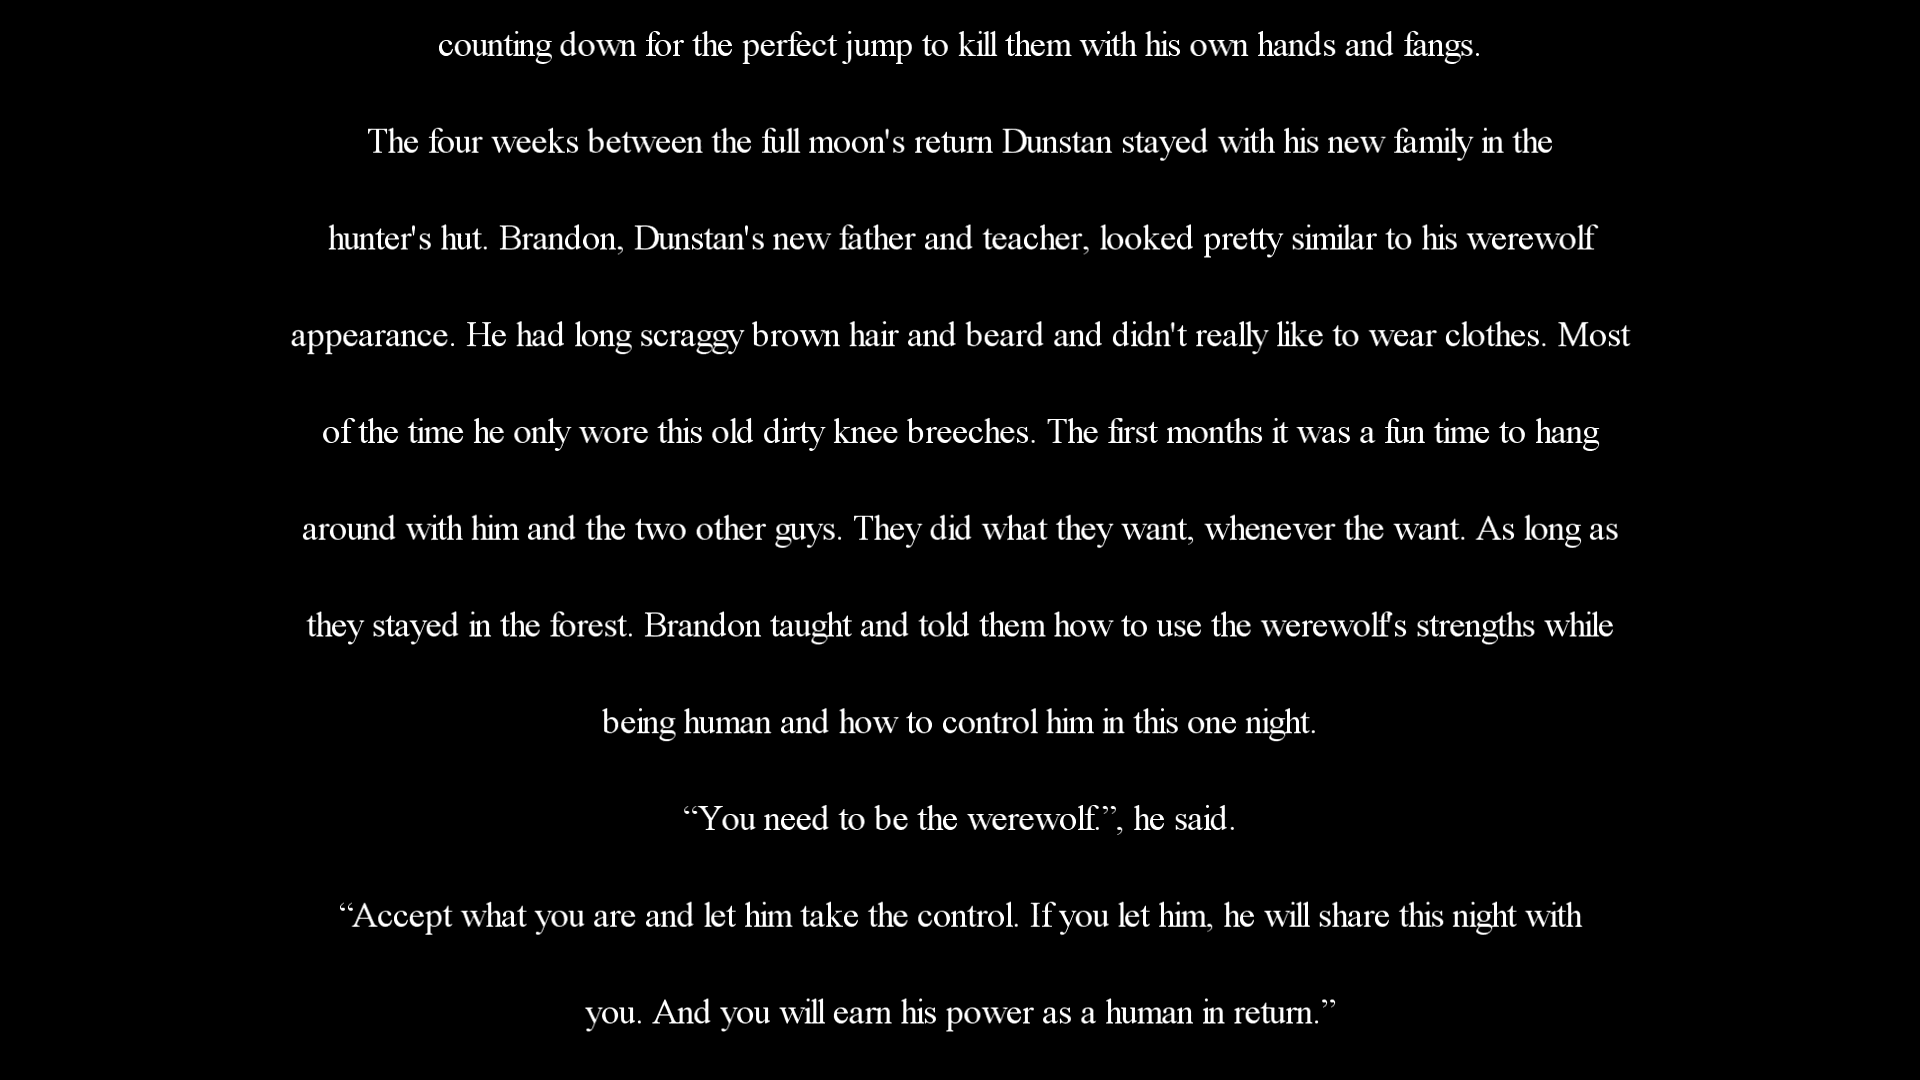 counting down for the perfect jump to kill them with his own hands and fangs.
The four weeks between the full moon's return Dunstan stayed with his new family in the
hunter's hut. Brandon, Dunstan's new father and teacher, looked pretty similar to his werewolf
appearance. He had long scraggy brown hair and beard and didn't really like to wear clothes. Most
of the time he only wore this old dirty knee breeches. The first months it was a fun time to hang
around with him and the two other guys. They did what they want, whenever the want. As long as
they stayed in the forest. Brandon taught and told them how to use the werewolf's strengths while
being human and how to control him in this one night.
“You need to be the werewolf.”, he said.
“Accept what you are and let him take the control. If you let him, he will share this night with
you. And you will earn his power as a human in return.”